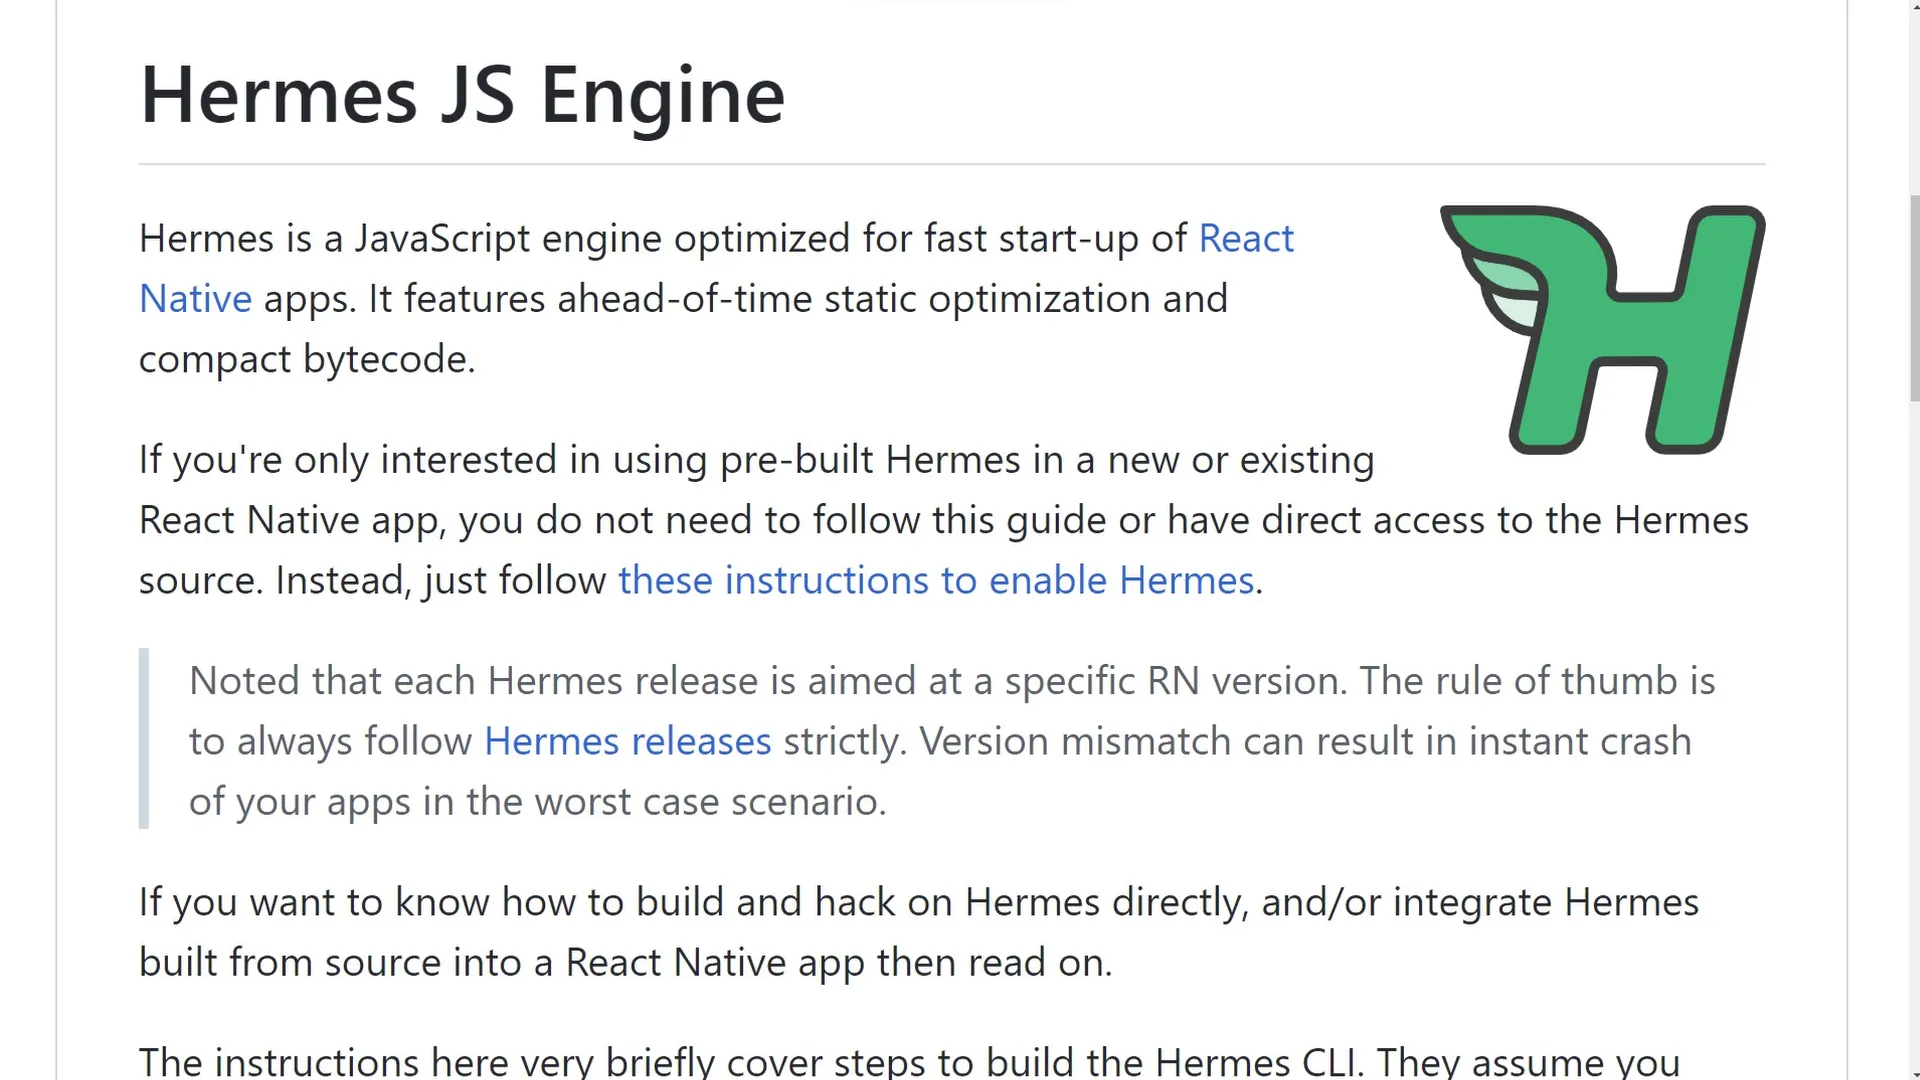 Hermes JS Engine
Hermes is a JavaScript engine optimized for fast start-up of React
Native apps. It features ahead-of-time static optimization and
compact bytecode.
If you're only interested in using pre-built Hermes in a new or existing
React Native app, you do not need to follow this guide or have direct access to the Hermes
source. Instead, just follow these instructions to enable Hermes.
Noted that each Hermes release is aimed at a specific RN version. The rule of thumb is
to always follow Hermes releases strictly. Version mismatch can result in instant crash
of your apps in the worst case scenario.
If you want to know how to build and hack on Hermes directly, and/or integrate Hermes
built from source into a React Native app then read on.
The instructions here very briefly cover steps to build the Hermes CLI. They assume you